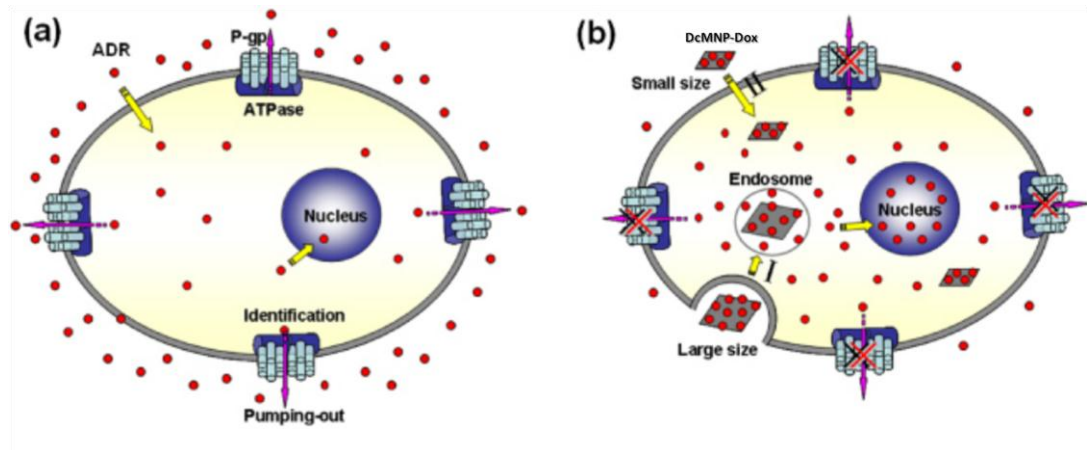 (a)
ADR
P-gp
ATPase
Nucleus
Identification
Pumping-out
(b)
DcMNP-Dox
Small size
II
Endosome
Nucleus
I
Large size